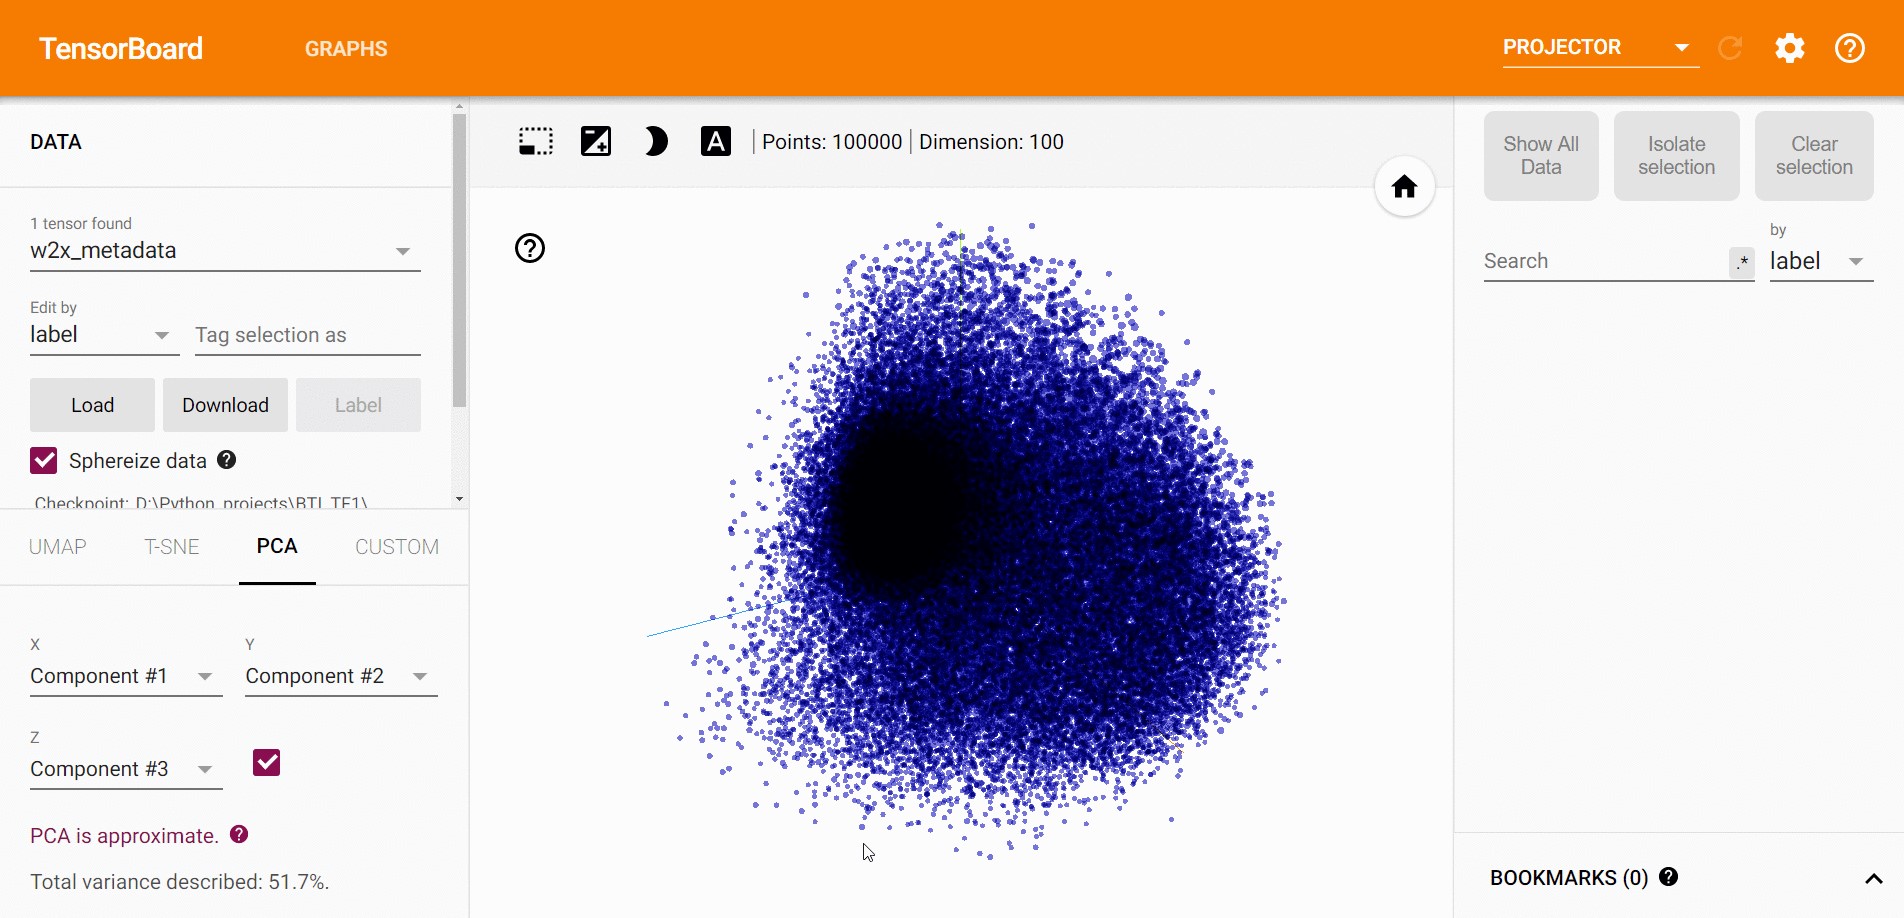 TensorBoard
GRAPHS
PROJECTOR
DATA
1 tensor found
w2x_metadata
Edit by
label
Tag selection as
Load
Download
Label
Sphereize data
Checkpoint: D:\Python_projects\BTI_TF1\
UMAP
T-SNE
PCA
CUSTOM
X
Y
Component #1
Component #2
Z
Component #3
PCA is approximate.
Total variance described: 51.7%.
A
Points: 100000
Dimension: 100
Show All
Data
Isolate
selection
Clear
selection
by
Search
.*
label
BOOKMARKS (0)